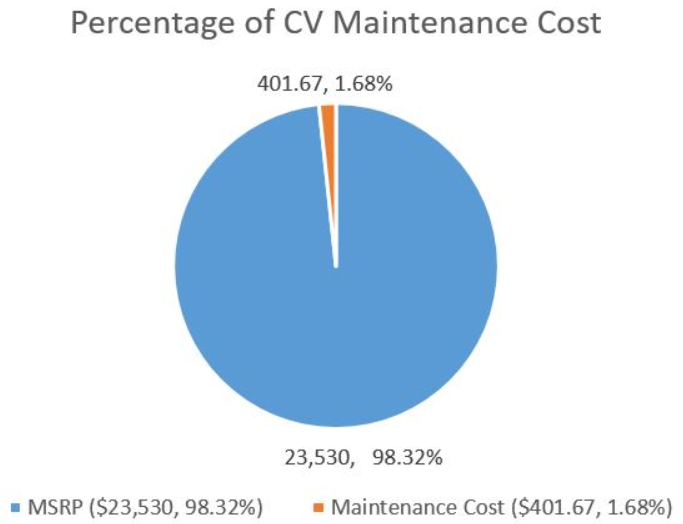 Percentage of CV Maintenance Cost
401.67, 1.68%
23,530, 98.32%
MSRP ($23,530, 98.32%) Maintenance Cost ($401.67, 1.68%)